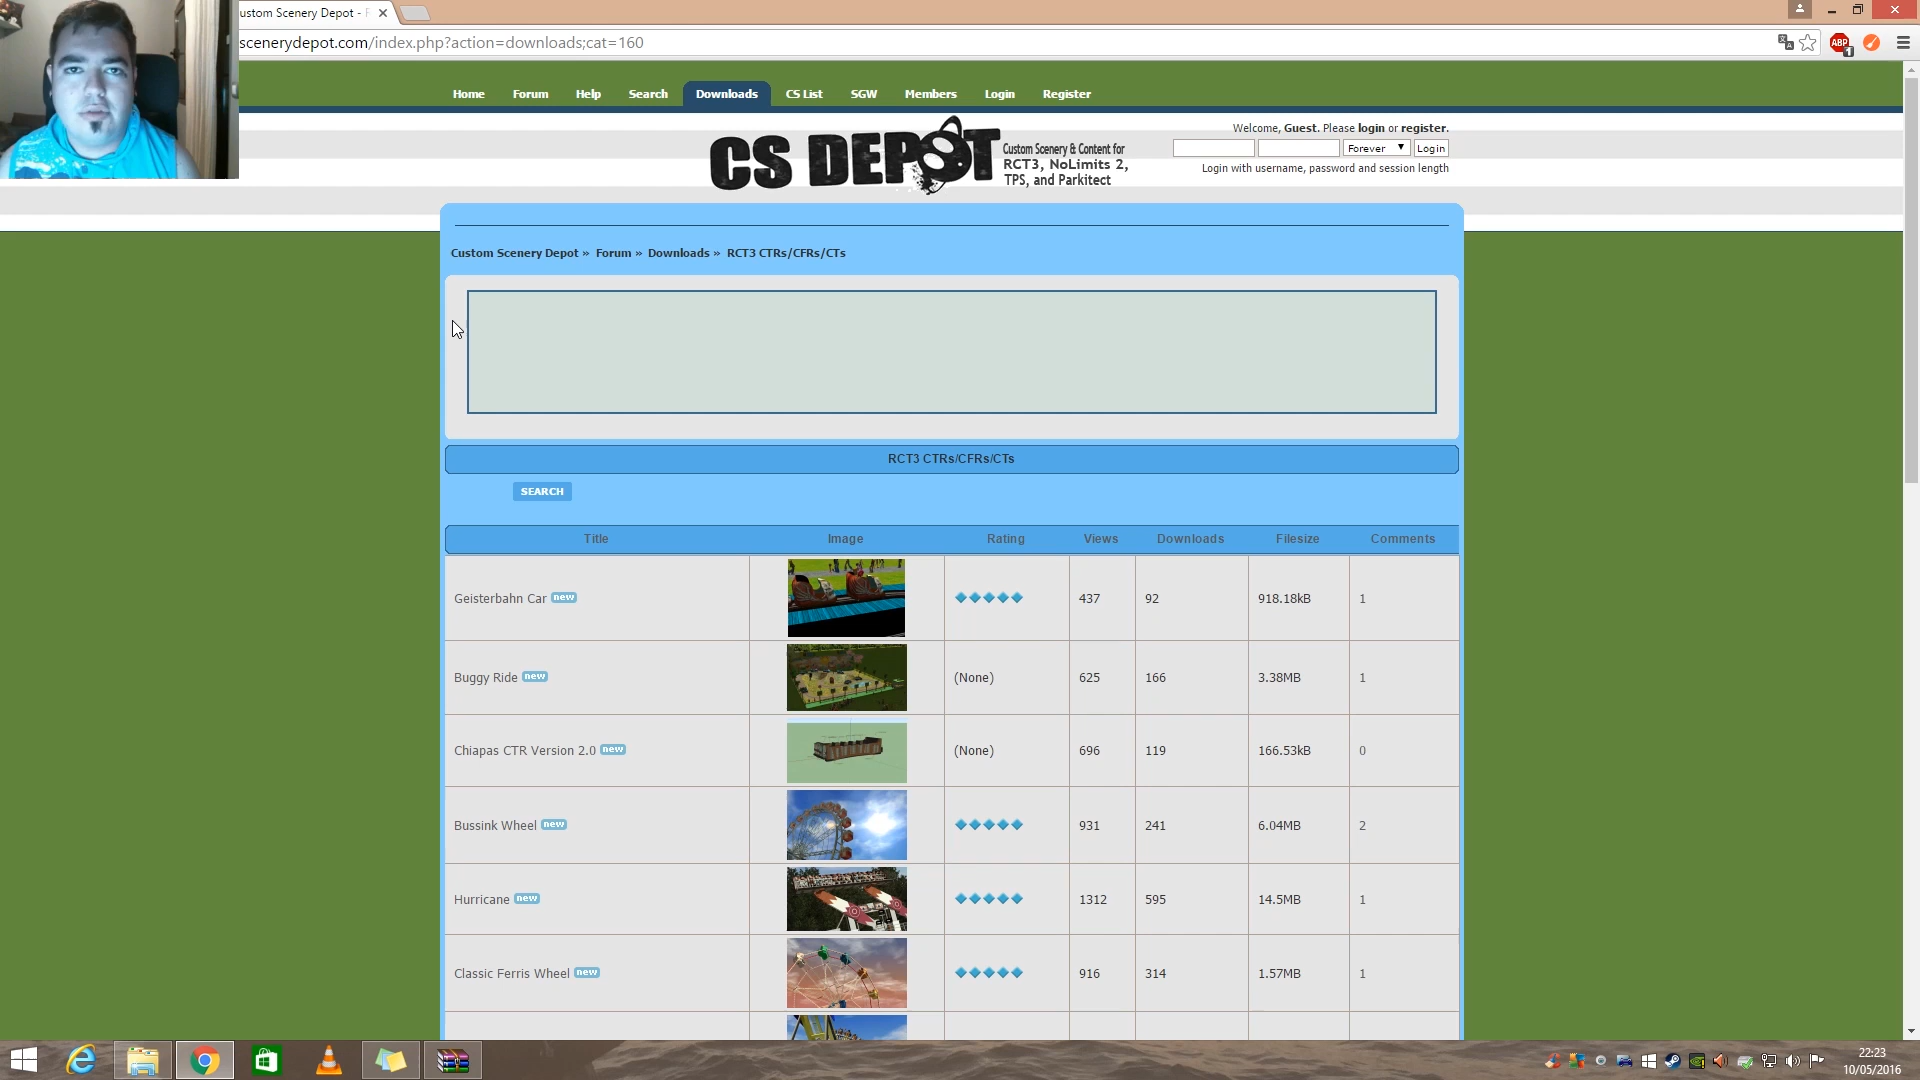 ustom Scenery Depot -
scenerydepot.com/index.php?action=downloads;cat=160
ABP
1
Home Forum Help Search Downloads CS List SGW Members Login Register
Welcome, Guest. Please login or register.
Forever Login
Login with username, password and session length
CS DEPOT
Custom Scenery & Content for
RCT3, NoLimits 2,
TPS, and Parkitect
Custom Scenery Depot » Forum » Downloads » RCT3 CTRs/CFRs/CTs
RCT3 CTRs/CFRs/CTs
SEARCH
Title Image Rating Views Downloads Filesize Comments
Geisterbahn Car new 437 92 918.18kB 1
Buggy Ride new (None) 625 166 3.38MB 1
Chiapas CTR Version 2.0 new (None) 696 119 166.53kB 0
Bussink Wheel new 931 241 6.04MB 2
Hurricane new 1312 595 14.5MB 1
Classic Ferris Wheel new 916 314 1.57MB 1
22:23
10/05/2016